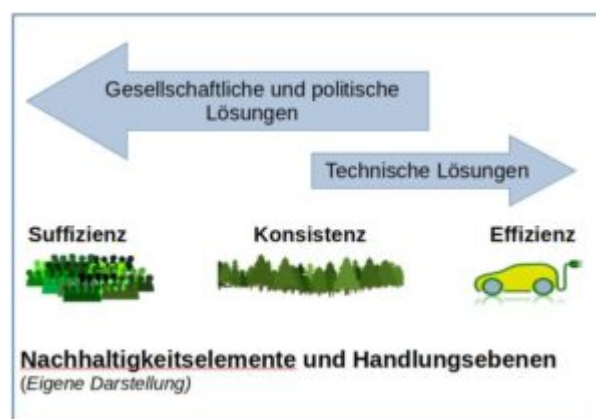 Gesellschaftliche und politische
Lösungen
Technische Lösungen
Suffizienz Konsistenz Effizienz
Nachhaltigkeitselemente und Handlungsebenen
(Eigene Darstellung)